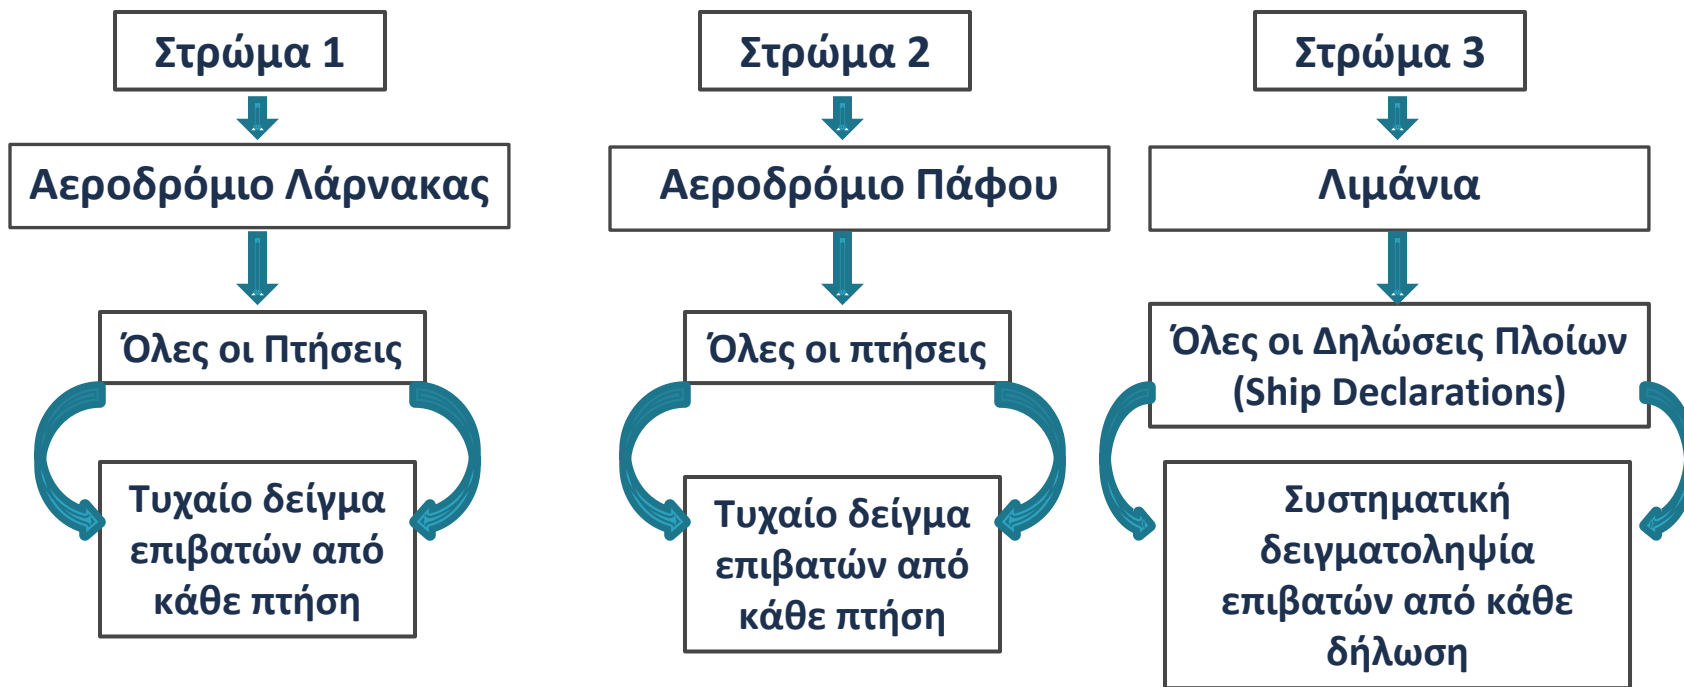 Στρώμα 1
Αεροδρόμιο Λάρνακας
Όλες οι Πτήσεις
Τυχαίο δείγμα
επιβατών από
κάθε πτήση
Στρώμα 2
Αεροδρόμιο Πάφου
Όλες οι πτήσεις
Τυχαίο δείγμα
επιβατών από
κάθε πτήση
Στρώμα 3
Λιμάνια
Όλες οι Δηλώσεις Πλοίων
(Ship Declarations)
Συστηματική
δειγματοληψία
επιβατών από κάθε
δήλωση